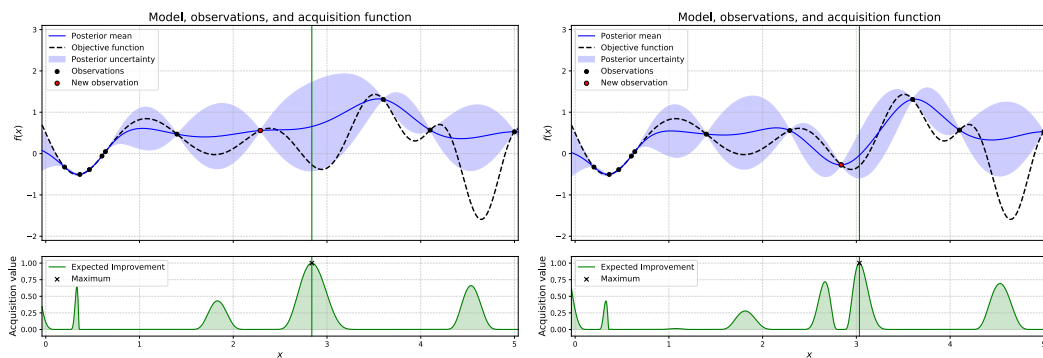 Model, observations, and acquisition function
Posterior mean
Objective function
Posterior uncertainty
Observations
New observation
f(x)
3
2
1
0
−1
−2
Expected Improvement
Maximum
Acquisition value
1.00
0.75
0.50
0.25
0.00
0 1 2 3 4 5
x
Model, observations, and acquisition function
Posterior mean
Objective function
Posterior uncertainty
Observations
New observation
f(x)
3
2
1
0
−1
−2
Expected Improvement
Maximum
Acquisition value
1.00
0.75
0.50
0.25
0.00
0 1 2 3 4 5
x